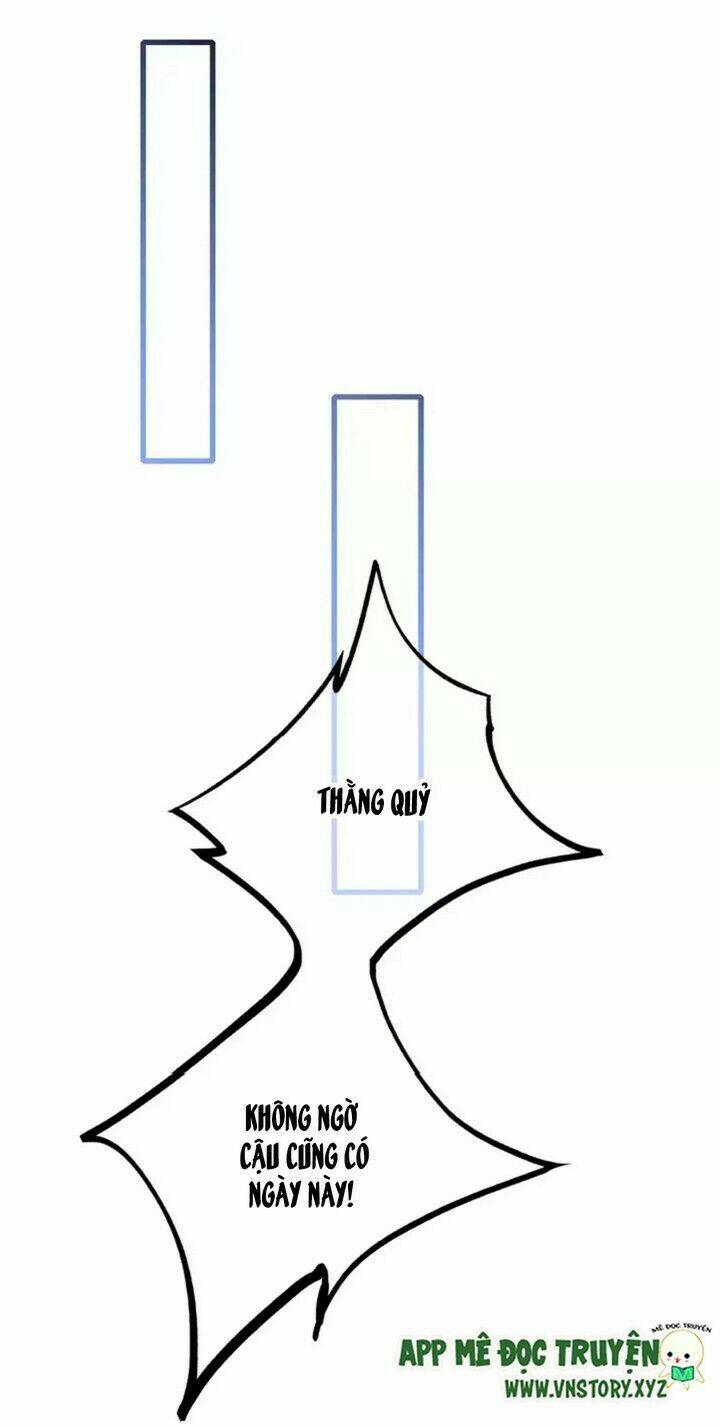 THẰNG QUỶ
KHÔNG NGỜ
CẬU CŨNG CÓ
NGÀY NÀY!
MÊ ĐỌC TRUYỆN
APP MÊ ĐỌC TRUYỆN
WWW.VNSTORY.XYZ